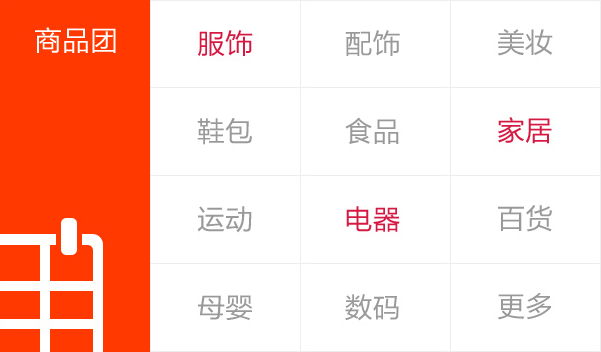 商品团
服饰 配饰 美妆
鞋包 食品 家居
运动 电器 百货
母婴 数码 更多